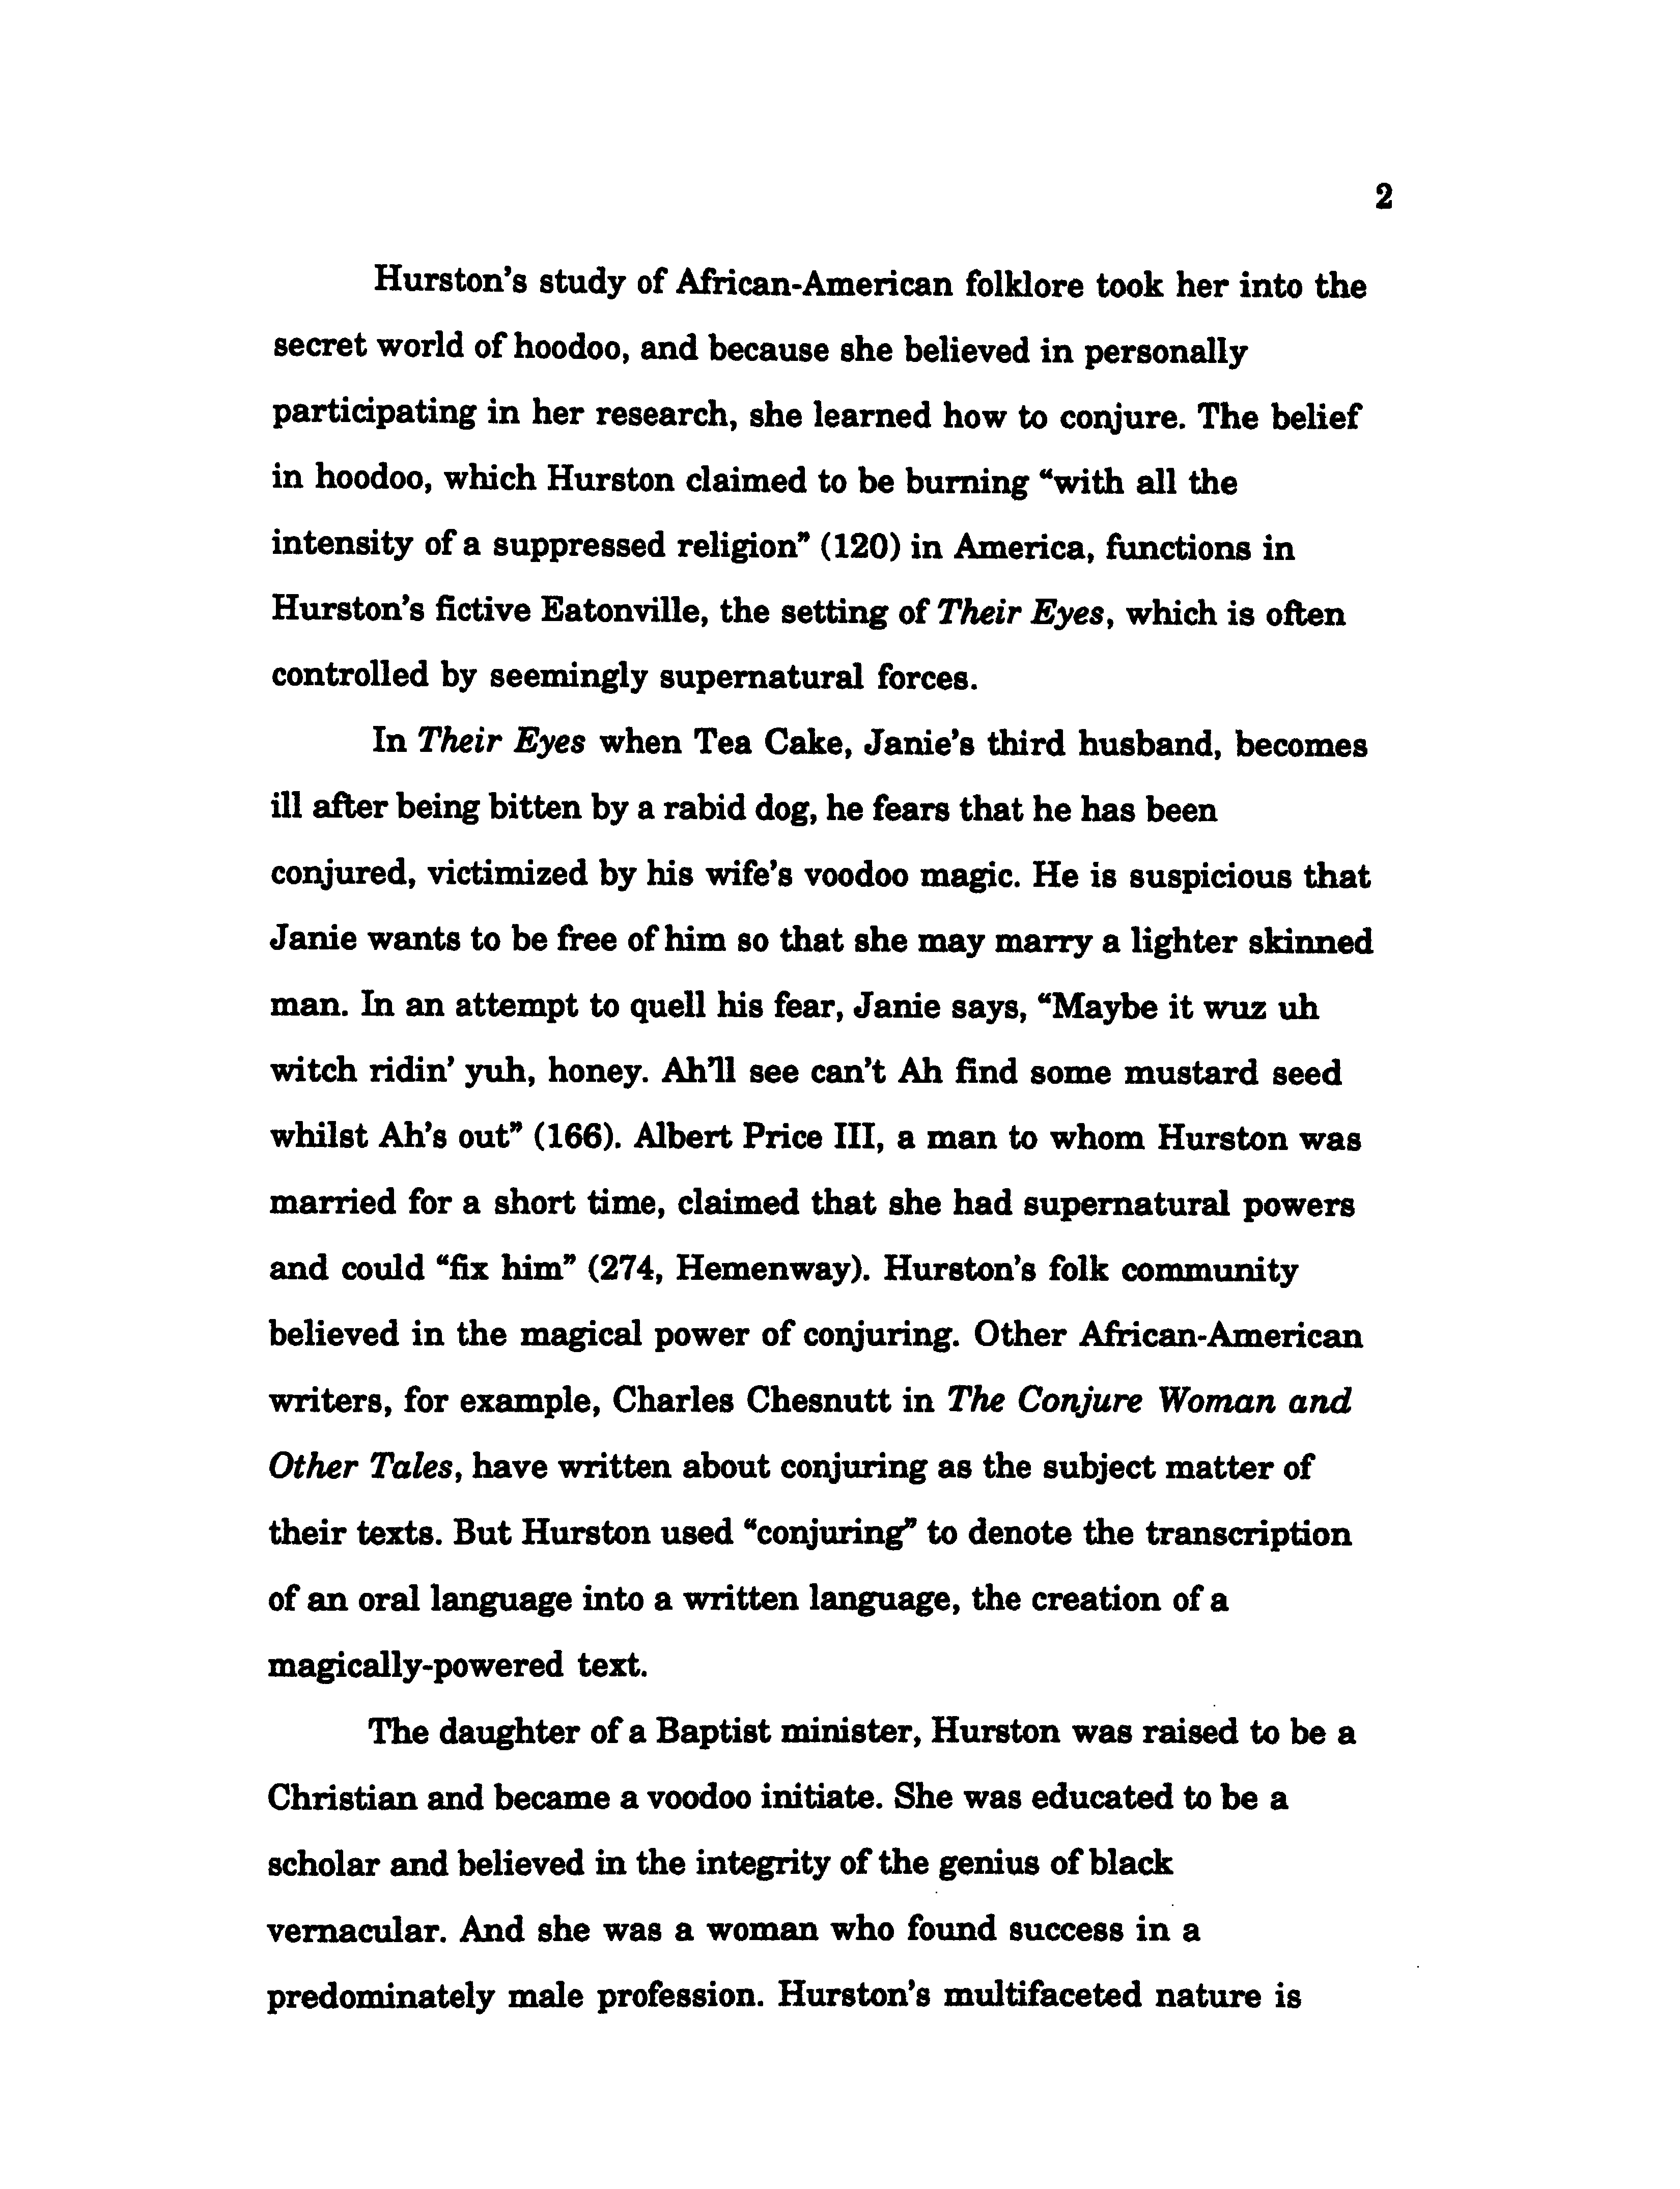 2
Hurston's study of African-American folklore took her into the
secret world of hoodoo, and because she believed in personally
participating in her research, she learned how to conjure. The belief
in hoodoo, which Hurston claimed to be burning “with all the
intensity of a suppressed religion” (120) in America, functions in
Hurston's fictive Eatonville, the setting of Their Eyes, which is often
controlled by seemingly supernatural forces.
In Their Eyes when Tea Cake, Janie's third husband, becomes
ill after being bitten by a rabid dog, he fears that he has been
conjured, victimized by his wife's voodoo magic. He is suspicious that
Janie wants to be free of him so that she may marry a lighter skinned
man. In an attempt to quell his fear, Janie says, “Maybe it wuz uh
witch ridin' yuh, honey. Ah'll see can't Ah find some mustard seed
whilst Ah's out” (166). Albert Price III, a man to whom Hurston was
married for a short time, claimed that she had supernatural powers
and could “fix him” (274, Hemenway). Hurston's folk community
believed in the magical power of conjuring. Other African-American
writers, for example, Charles Chesnutt in The Conjure Woman and
Other Tales, have written about conjuring as the subject matter of
their texts. But Hurston used “conjuring” to denote the transcription
of an oral language into a written language, the creation of a
magically-powered text.
The daughter of a Baptist minister, Hurston was raised to be a
Christian and became a voodoo initiate. She was educated to be a
scholar and believed in the integrity of the genius of black
vernacular. And she was a woman who found success in a
predominately male profession. Hurston's multifaceted nature is